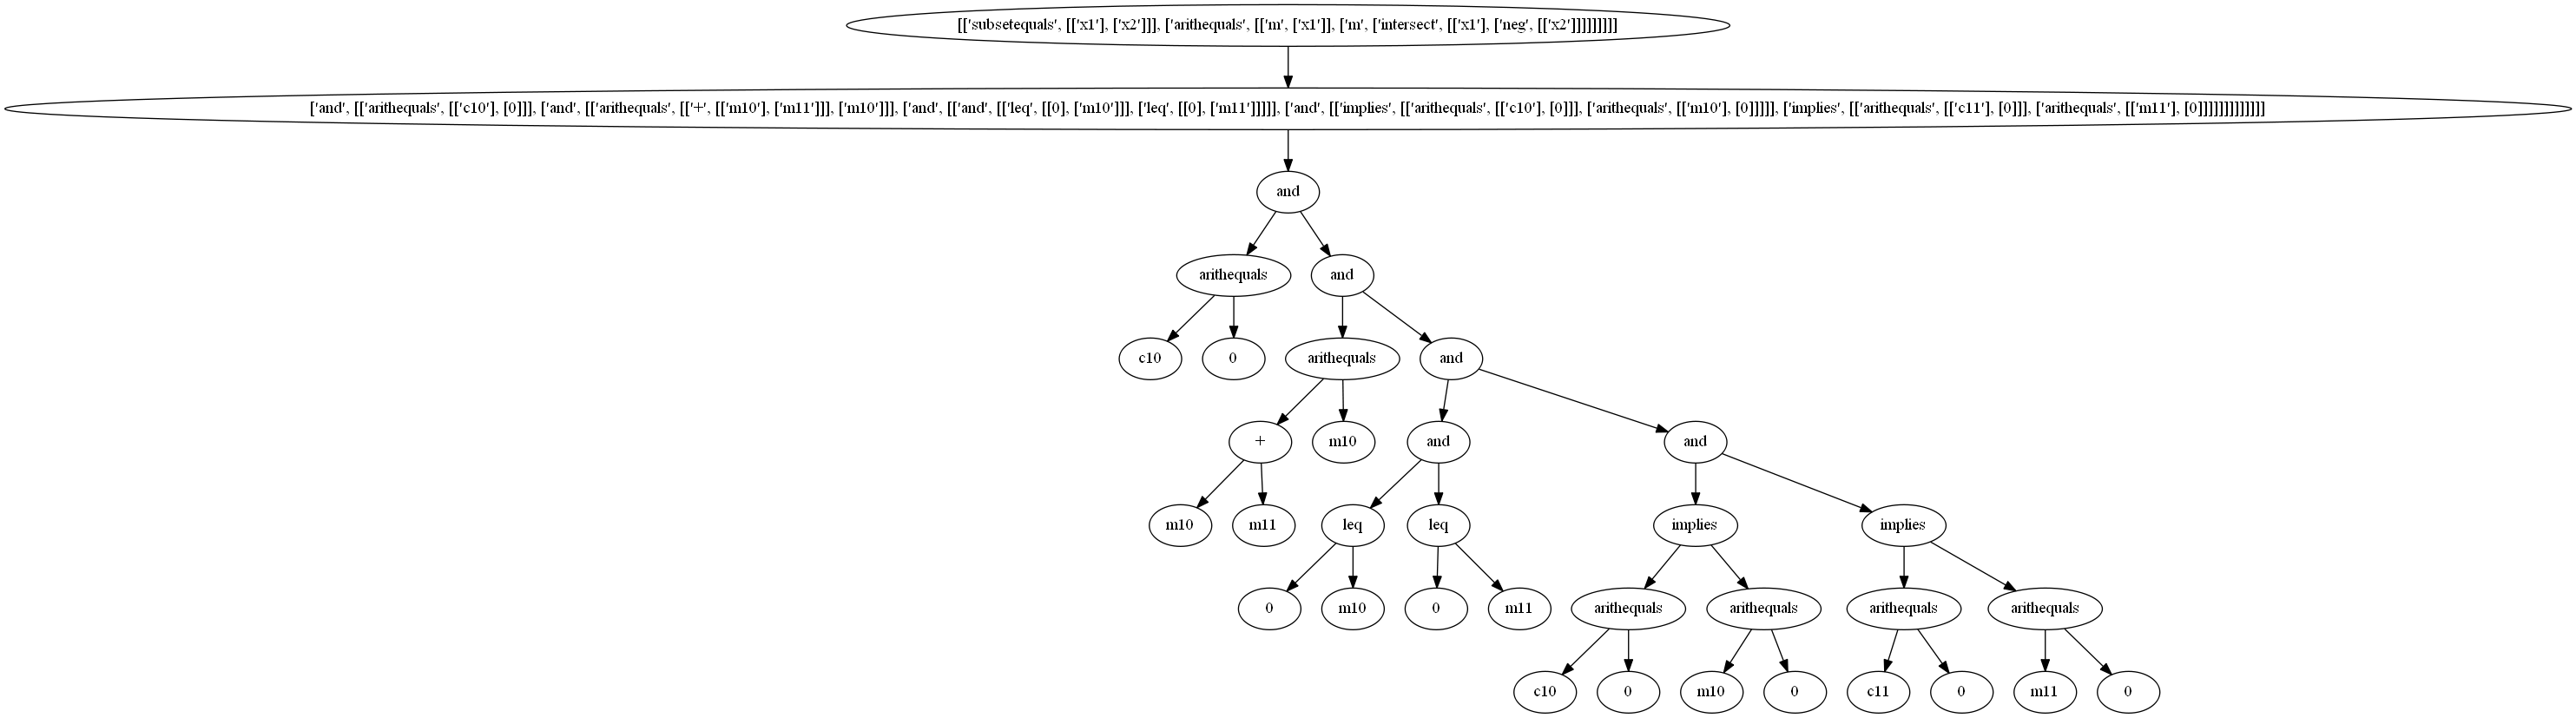 [['subsetequals', [['x1'], ['x2']]], ['arithequals', [['m', ['x1']], ['m', ['intersect', [['x1'], ['neg', [['x2']]]]]]]]]
['and', [['arithequals', [['c10'], [0]]], ['and', [['arithequals', [['+', [['m10'], ['m11']]], ['m10']]], ['and', [['and', [['leq', [[0], ['m10']]], ['leq', [[0], ['m11']]]]], ['and', [['implies', [['arithequals', [['c10'], [0]]], ['arithequals', [['m10'], [0]]]]], ['implies', [['arithequals', [['c11'], [0]]], ['arithequals', [['m11'], [0]]]]]]]]]]]]]
and
arithequals and
c10 0 arithequals and
+ m10 and and
m10 m11 leq leq implies implies
0 m10 0 m11 arithequals arithequals arithequals arithequals
c10 0 m10 0 c11 0 m11 0